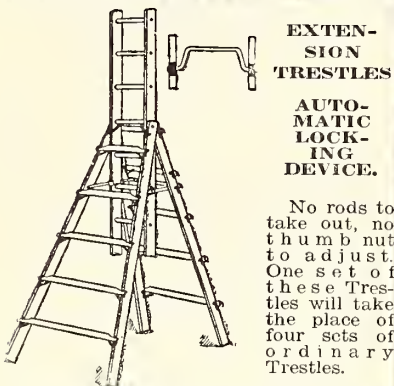 EXTEN-
SION
TRESTLES
AUTO-
MATIC
LOCK-
ING
DEVICE.
No rods to
take out, no
thumb nut
to adjust.
One set of
these Tres-
tles will take
the place of
four sets of
ordinary
Trestles.